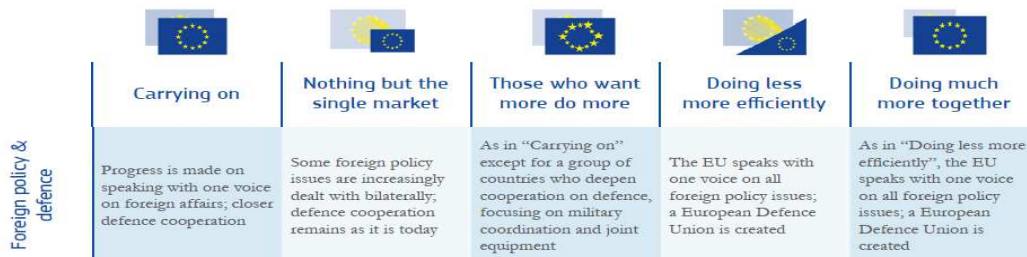 Carrying on
Nothing but the
single market
Those who want
more do more
Doing less
more efficiently
Doing much
more together
Foreign policy &
defence
Progress is made on
speaking with one voice
on foreign affairs; closer
defence cooperation
Some foreign policy
issues are increasingly
dealt with bilaterally;
defence cooperation
remains as it is today
As in “Carrying on”
except for a group of
countries who deepen
cooperation on defence,
focusing on military
coordination and joint
equipment
The EU speaks with
one voice on all
foreign policy issues;
a European Defence
Union is created
As in “Doing less more
efficiently”, the EU
speaks with one voice
on all foreign policy
issues; a European
Defence Union is
created